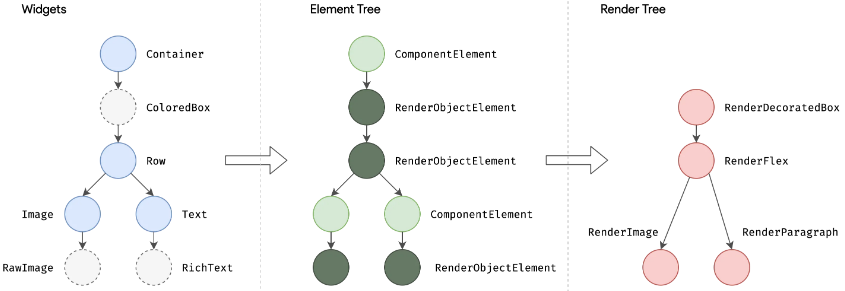 Widgets
Element Tree
Render Tree
Container
ComponentElement
ColoredBox
RenderObjectElement
RenderDecoratedBox
Row
RenderObjectElement
RenderFlex
Image
Text
ComponentElement
RenderImage
RenderParagraph
RawImage
RichText
RenderObjectElement